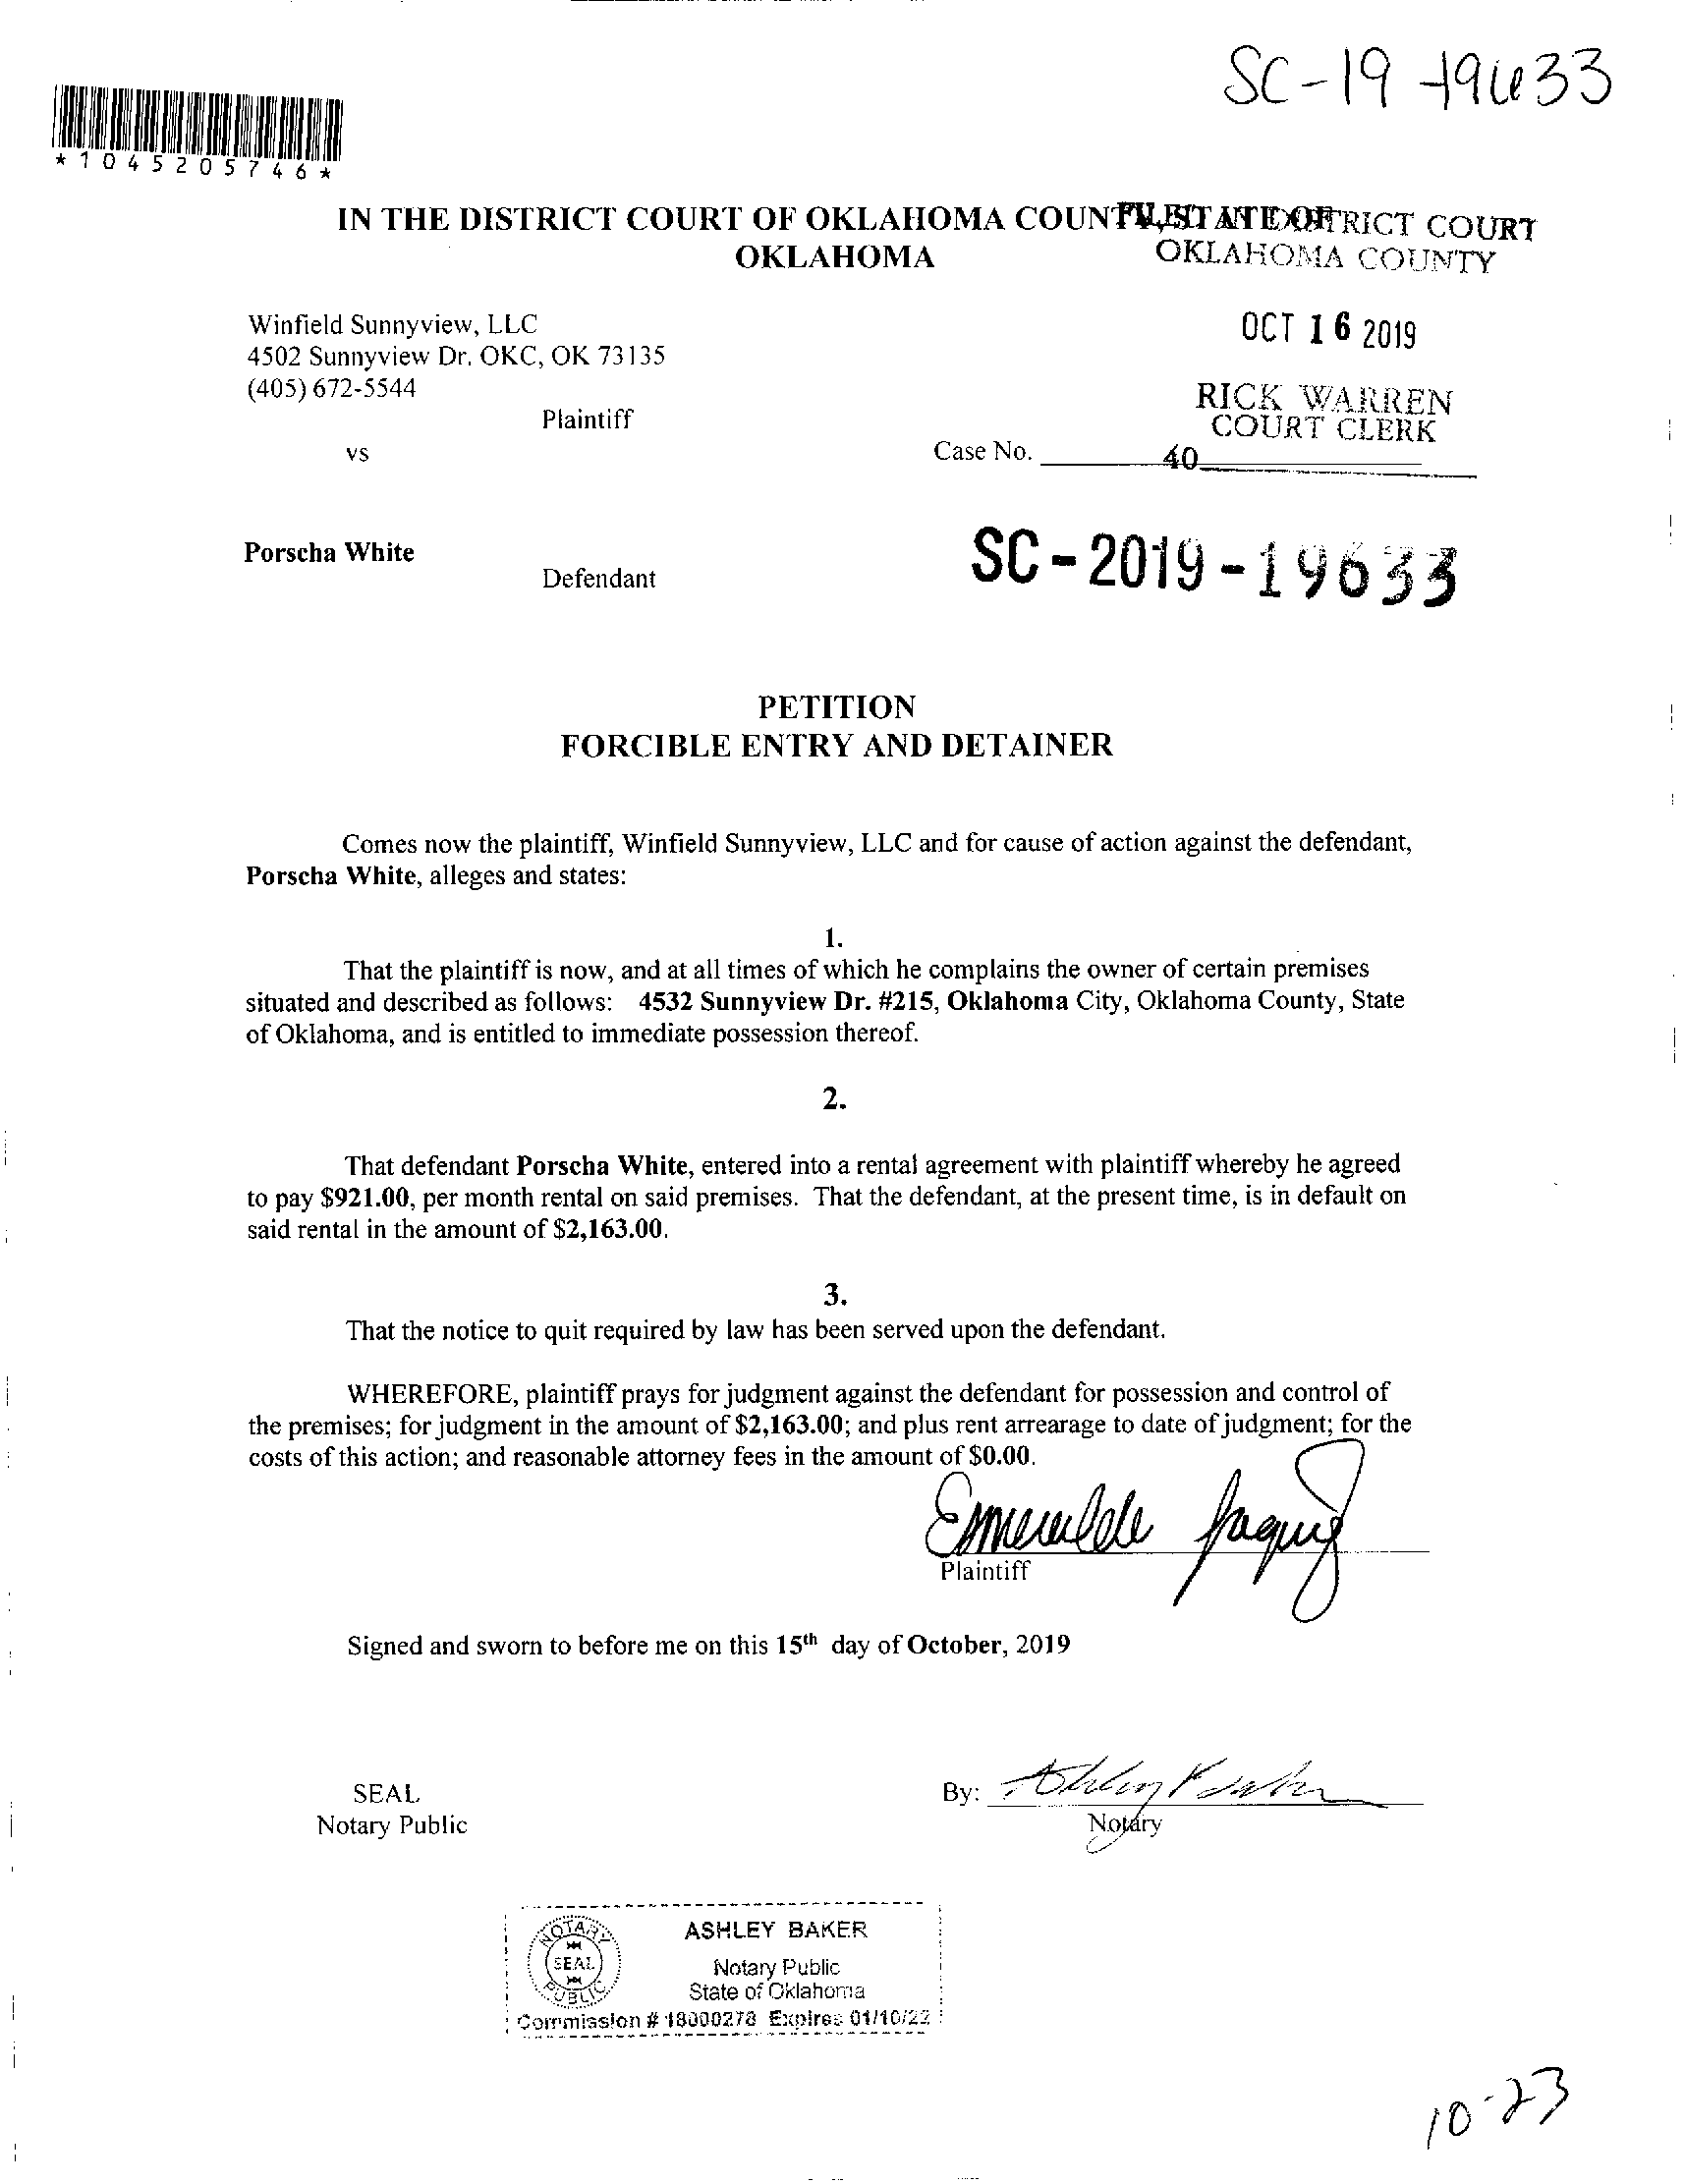 SC-19-19633
*1045205746*
IN THE DISTRICT COURT OF OKLAHOMA COUNTY, STATE OF
OKLAHOMA
FILED IN DISTRICT COURT
OKLAHOMA COUNTY
Winfield Sunnyview, LLC
4502 Sunnyview Dr. OKC, OK 73135
(405) 672-5544
Plaintiff
OCT 16 2019
RICK WARREN
COURT CLERK
vs
Case No.
40
Porscha White
Defendant
SC-2019-19633
PETITION
FORCIBLE ENTRY AND DETAINER
Comes now the plaintiff, Winfield Sunnyview, LLC and for cause of action against the defendant,
Porscha White, alleges and states:
1.
That the plaintiff is now, and at all times of which he complains the owner of certain premises
situated and described as follows: 4532 Sunnyview Dr. #215, Oklahoma City, Oklahoma County, State
of Oklahoma, and is entitled to immediate possession thereof.
2.
That defendant Porscha White, entered into a rental agreement with plaintiff whereby he agreed
to pay $921.00, per month rental on said premises. That the defendant, at the present time, is in default on
said rental in the amount of $2,163.00.
3.
That the notice to quit required by law has been served upon the defendant.
WHEREFORE, plaintiff prays for judgment against the defendant for possession and control of
the premises; for judgment in the amount of $2,163.00; and plus rent arrearage to date of judgment; for the
costs of this action; and reasonable attorney fees in the amount of $0.00.
Plaintiff
Signed and sworn to before me on this 15th day of October, 2019
SEAL
Notary Public
By: Ashley Baker
Notary
NOTARY
SEAL
PUBLIC
ASHLEY BAKER
Notary Public
State of Oklahoma
Commission # 18000278 Expires 01/10/22
10-23